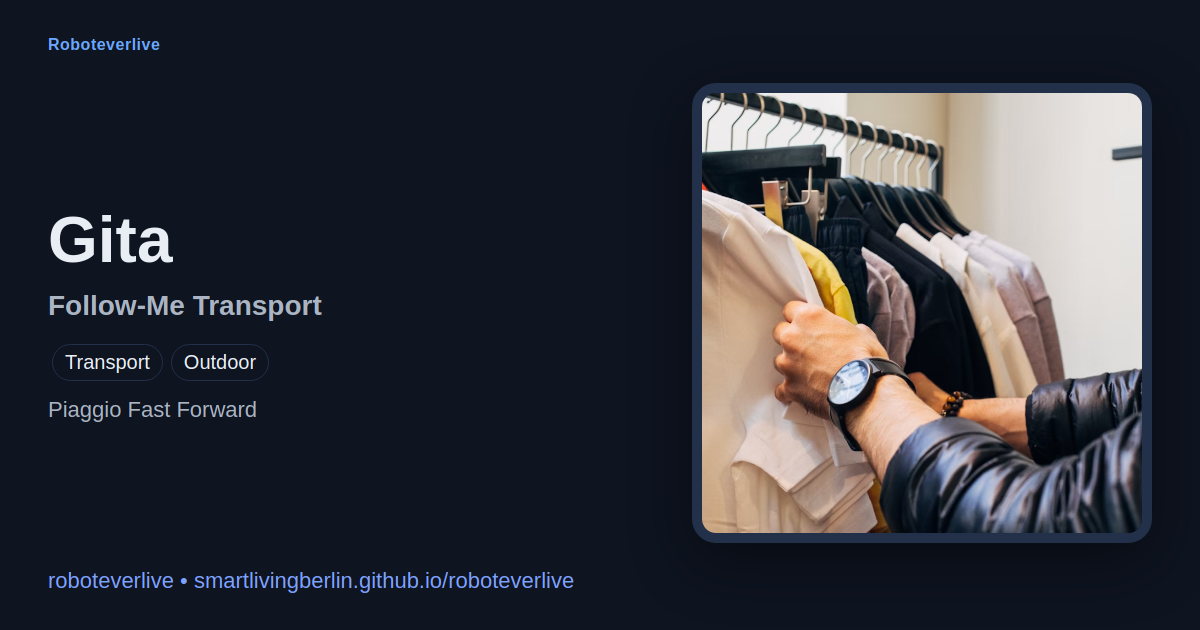 Roboteverlive
Gita
Follow-Me Transport
Transport Outdoor
Piaggio Fast Forward
roboteverlive • smartlivingberlin.github.io/roboteverlive